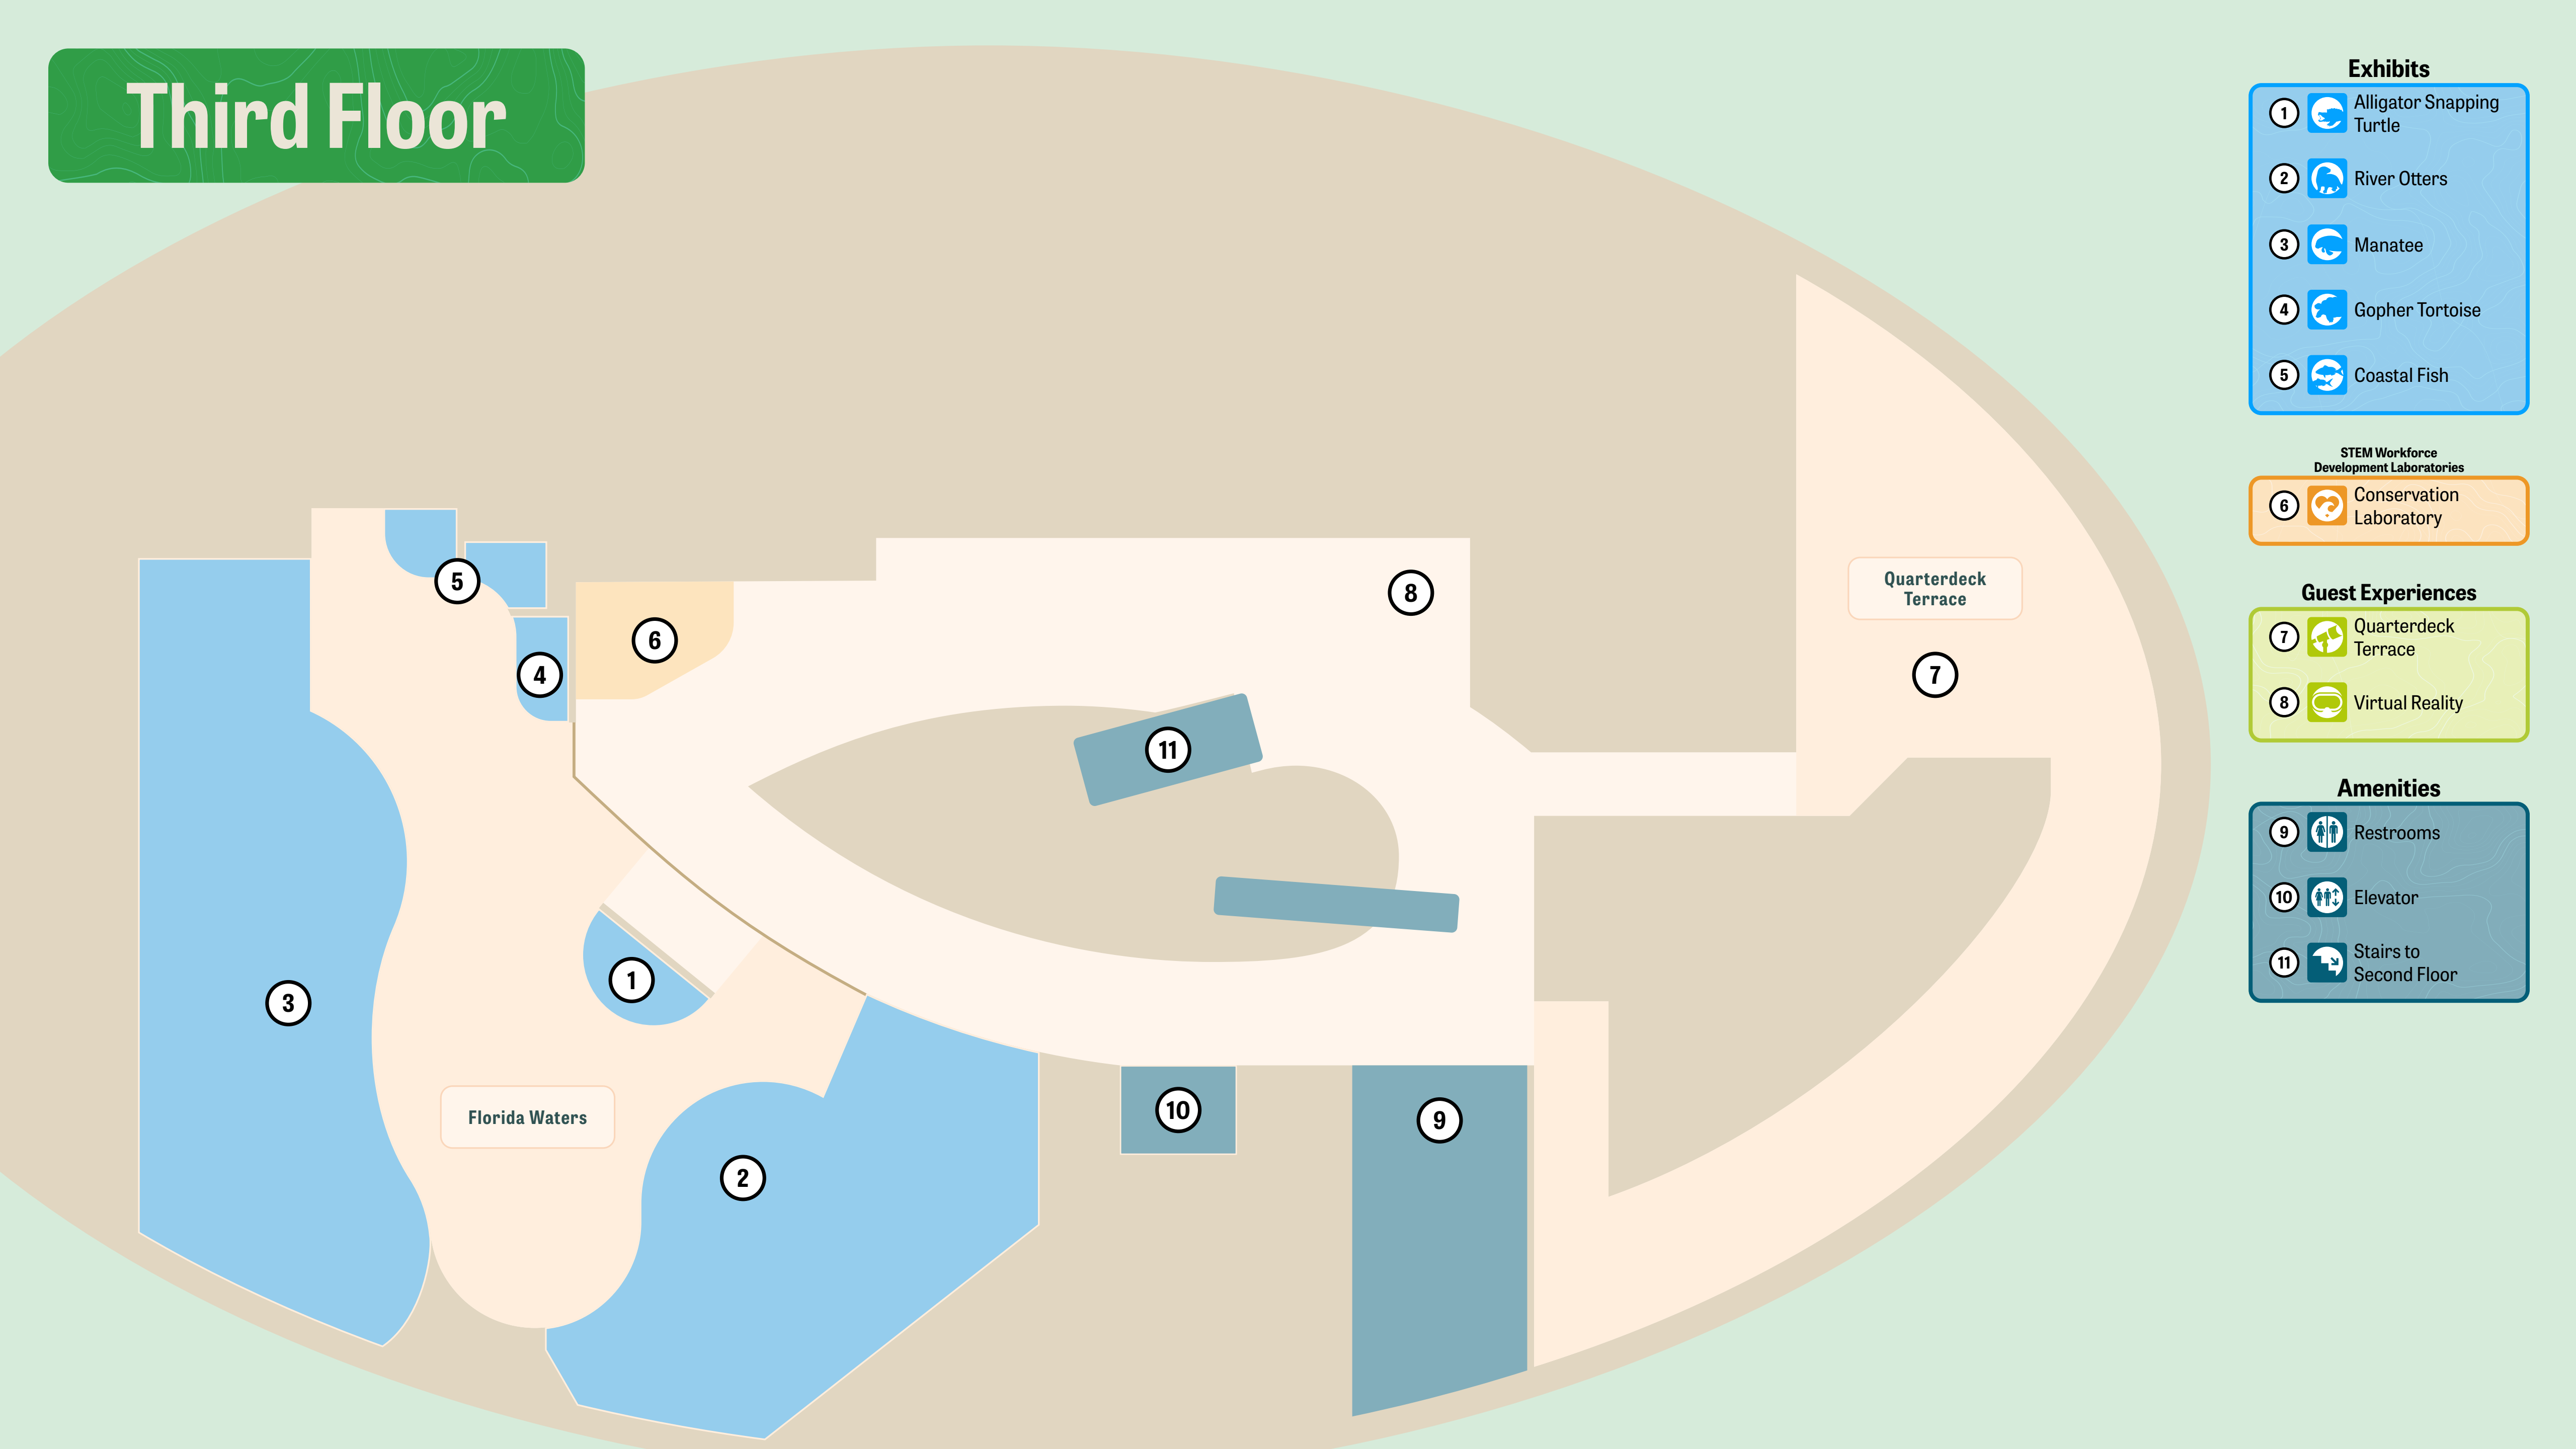 Third Floor
5
6
4
8
11
3
1
2
Florida Waters
10
9
Quarterdeck
Terrace
7
Exhibits
1 Alligator Snapping
Turtle
2 River Otters
3 Manatee
4 Gopher Tortoise
5 Coastal Fish
STEM Workforce
Development Laboratories
6 Conservation
Laboratory
Guest Experiences
7 Quarterdeck
Terrace
8 Virtual Reality
Amenities
9 Restrooms
10 Elevator
11 Stairs to
Second Floor